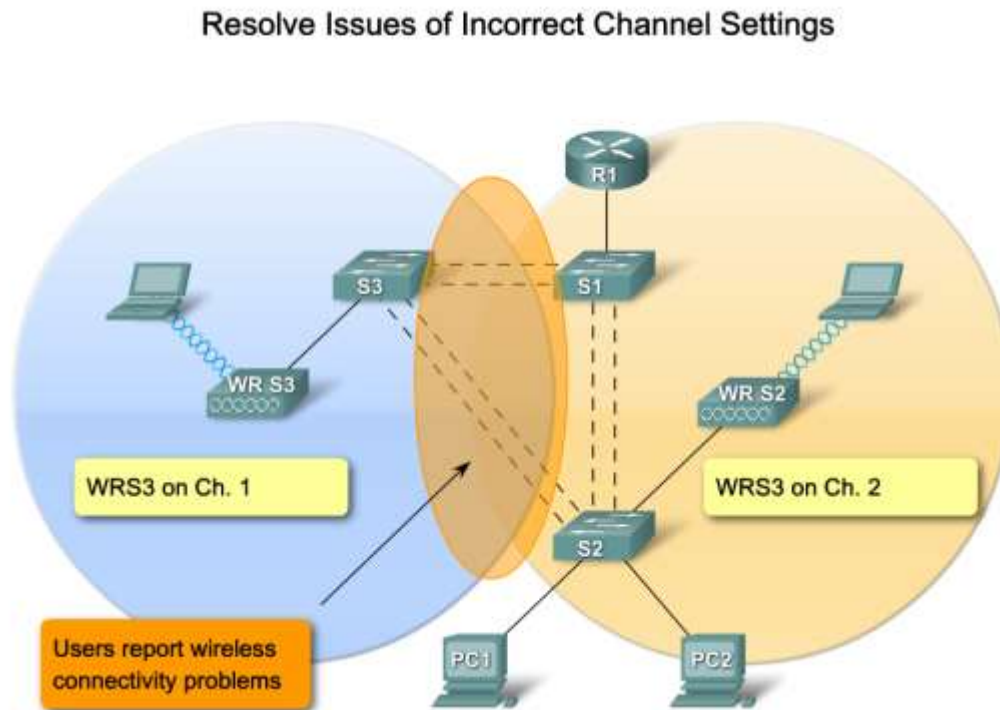 Resolve Issues of Incorrect Channel Settings
R1
S3
S1
WR S3
WR S2
WRS3 on Ch. 1
WRS3 on Ch. 2
S2
Users report wireless
connectivity problems
PC1
PC2